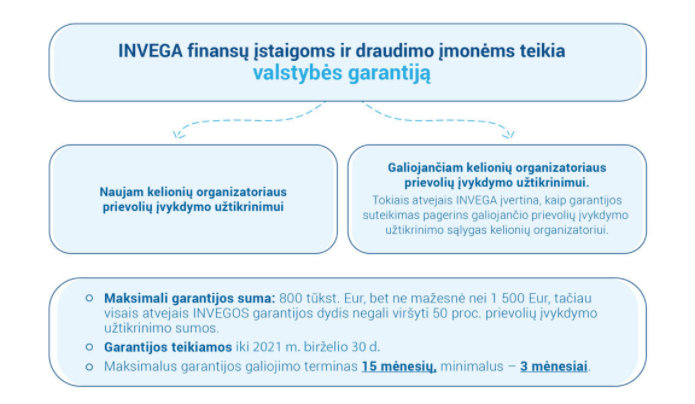 INVEGA finansų įstaigoms ir draudimo įmonėms teikia
valstybės garantiją
Naujam kelionių organizatoriaus
prievolių įvykdymo užtikrinimui
Galiojančiam kelionių organizatoriaus
prievolių įvykdymo užtikrinimui.
Tokiais atvejais INVEGA įvertina, kaip garantijos
suteikimas pagerins galiojančio prievolių įvykdymo
užtikrinimo sąlygas kelionių organizatoriui.
Maksimali garantijos suma: 800 tūkst. Eur, bet ne mažesnė nei 1 500 Eur, tačiau
visais atvejais INVEGOS garantijos dydis negali viršyti 50 proc. prievolių įvykdymo
užtikrinimo sumos.
Garantijos teikiamos iki 2021 m. birželio 30 d.
Maksimalus garantijos galiojimo terminas 15 mėnesių, minimalus – 3 mėnesiai.